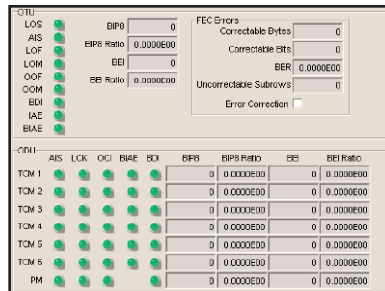 OTU
LOS
AIS
LOF
LOM
OOF
OOM
BDI
IAE
BIAE
BIP8 0
BIP8 Ratio 0.0000E00
BEI 0
BEI Ratio 0.0000E00
FEC Errors
Correctable Bytes 0
Correctable Bits 0
BER 0.0000E00
Uncorrectable Subrows 0
Error Correction
ODU
AIS LCK OCI BIAE BDI BIP8 BIP8 Ratio BEI BEI Ratio
TCM 1 0 0.0000E00 0 0.0000E00
TCM 2 0 0.0000E00 0 0.0000E00
TCM 3 0 0.0000E00 0 0.0000E00
TCM 4 0 0.0000E00 0 0.0000E00
TCM 5 0 0.0000E00 0 0.0000E00
TCM 6 0 0.0000E00 0 0.0000E00
PM 0 0.0000E00 0 0.0000E00